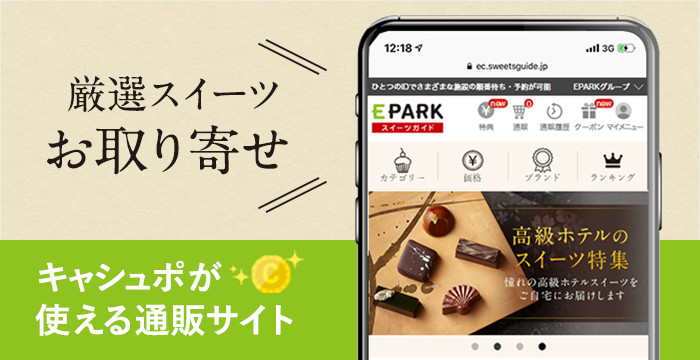 厳選スイーツ
お取り寄せ
キャシュポが
使える通販サイト
12:18
3G
ec.sweetsguide.jp
ひとつのIDでさまざまな施設の順番待ち・予約が可能 EPARKグループ
EPARK
スイーツガイド
new
0
new
特典 通販 通販履歴 クーポン マイメニュー
カテゴリー 価格 ブランド ランキング
高級ホテルの
スイーツ特集
憧れの高級ホテルスイーツを
ご自宅にお届けします